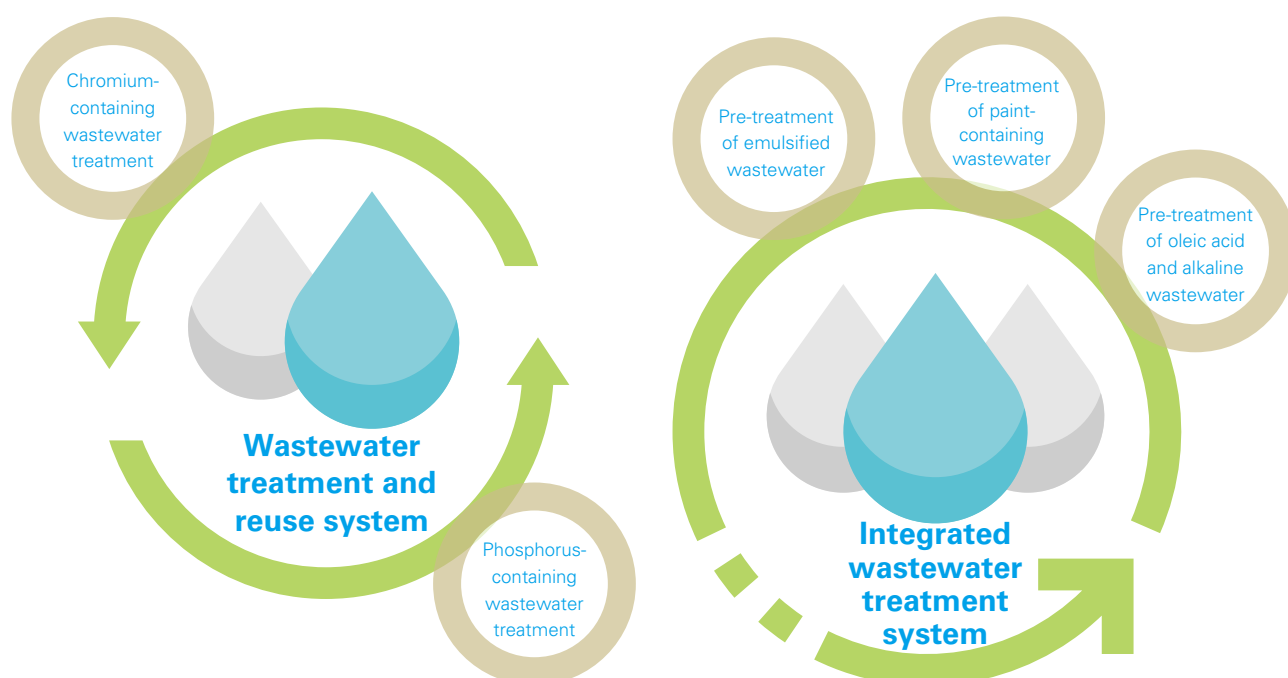 Chromium-
containing
wastewater
treatment
Wastewater
treatment and
reuse system
Phosphorus-
containing
wastewater
treatment
Pre-treatment
of emulsified
wastewater
Pre-treatment
of paint-
containing
wastewater
Pre-treatment
of oleic acid
and alkaline
wastewater
Integrated
wastewater
treatment
system